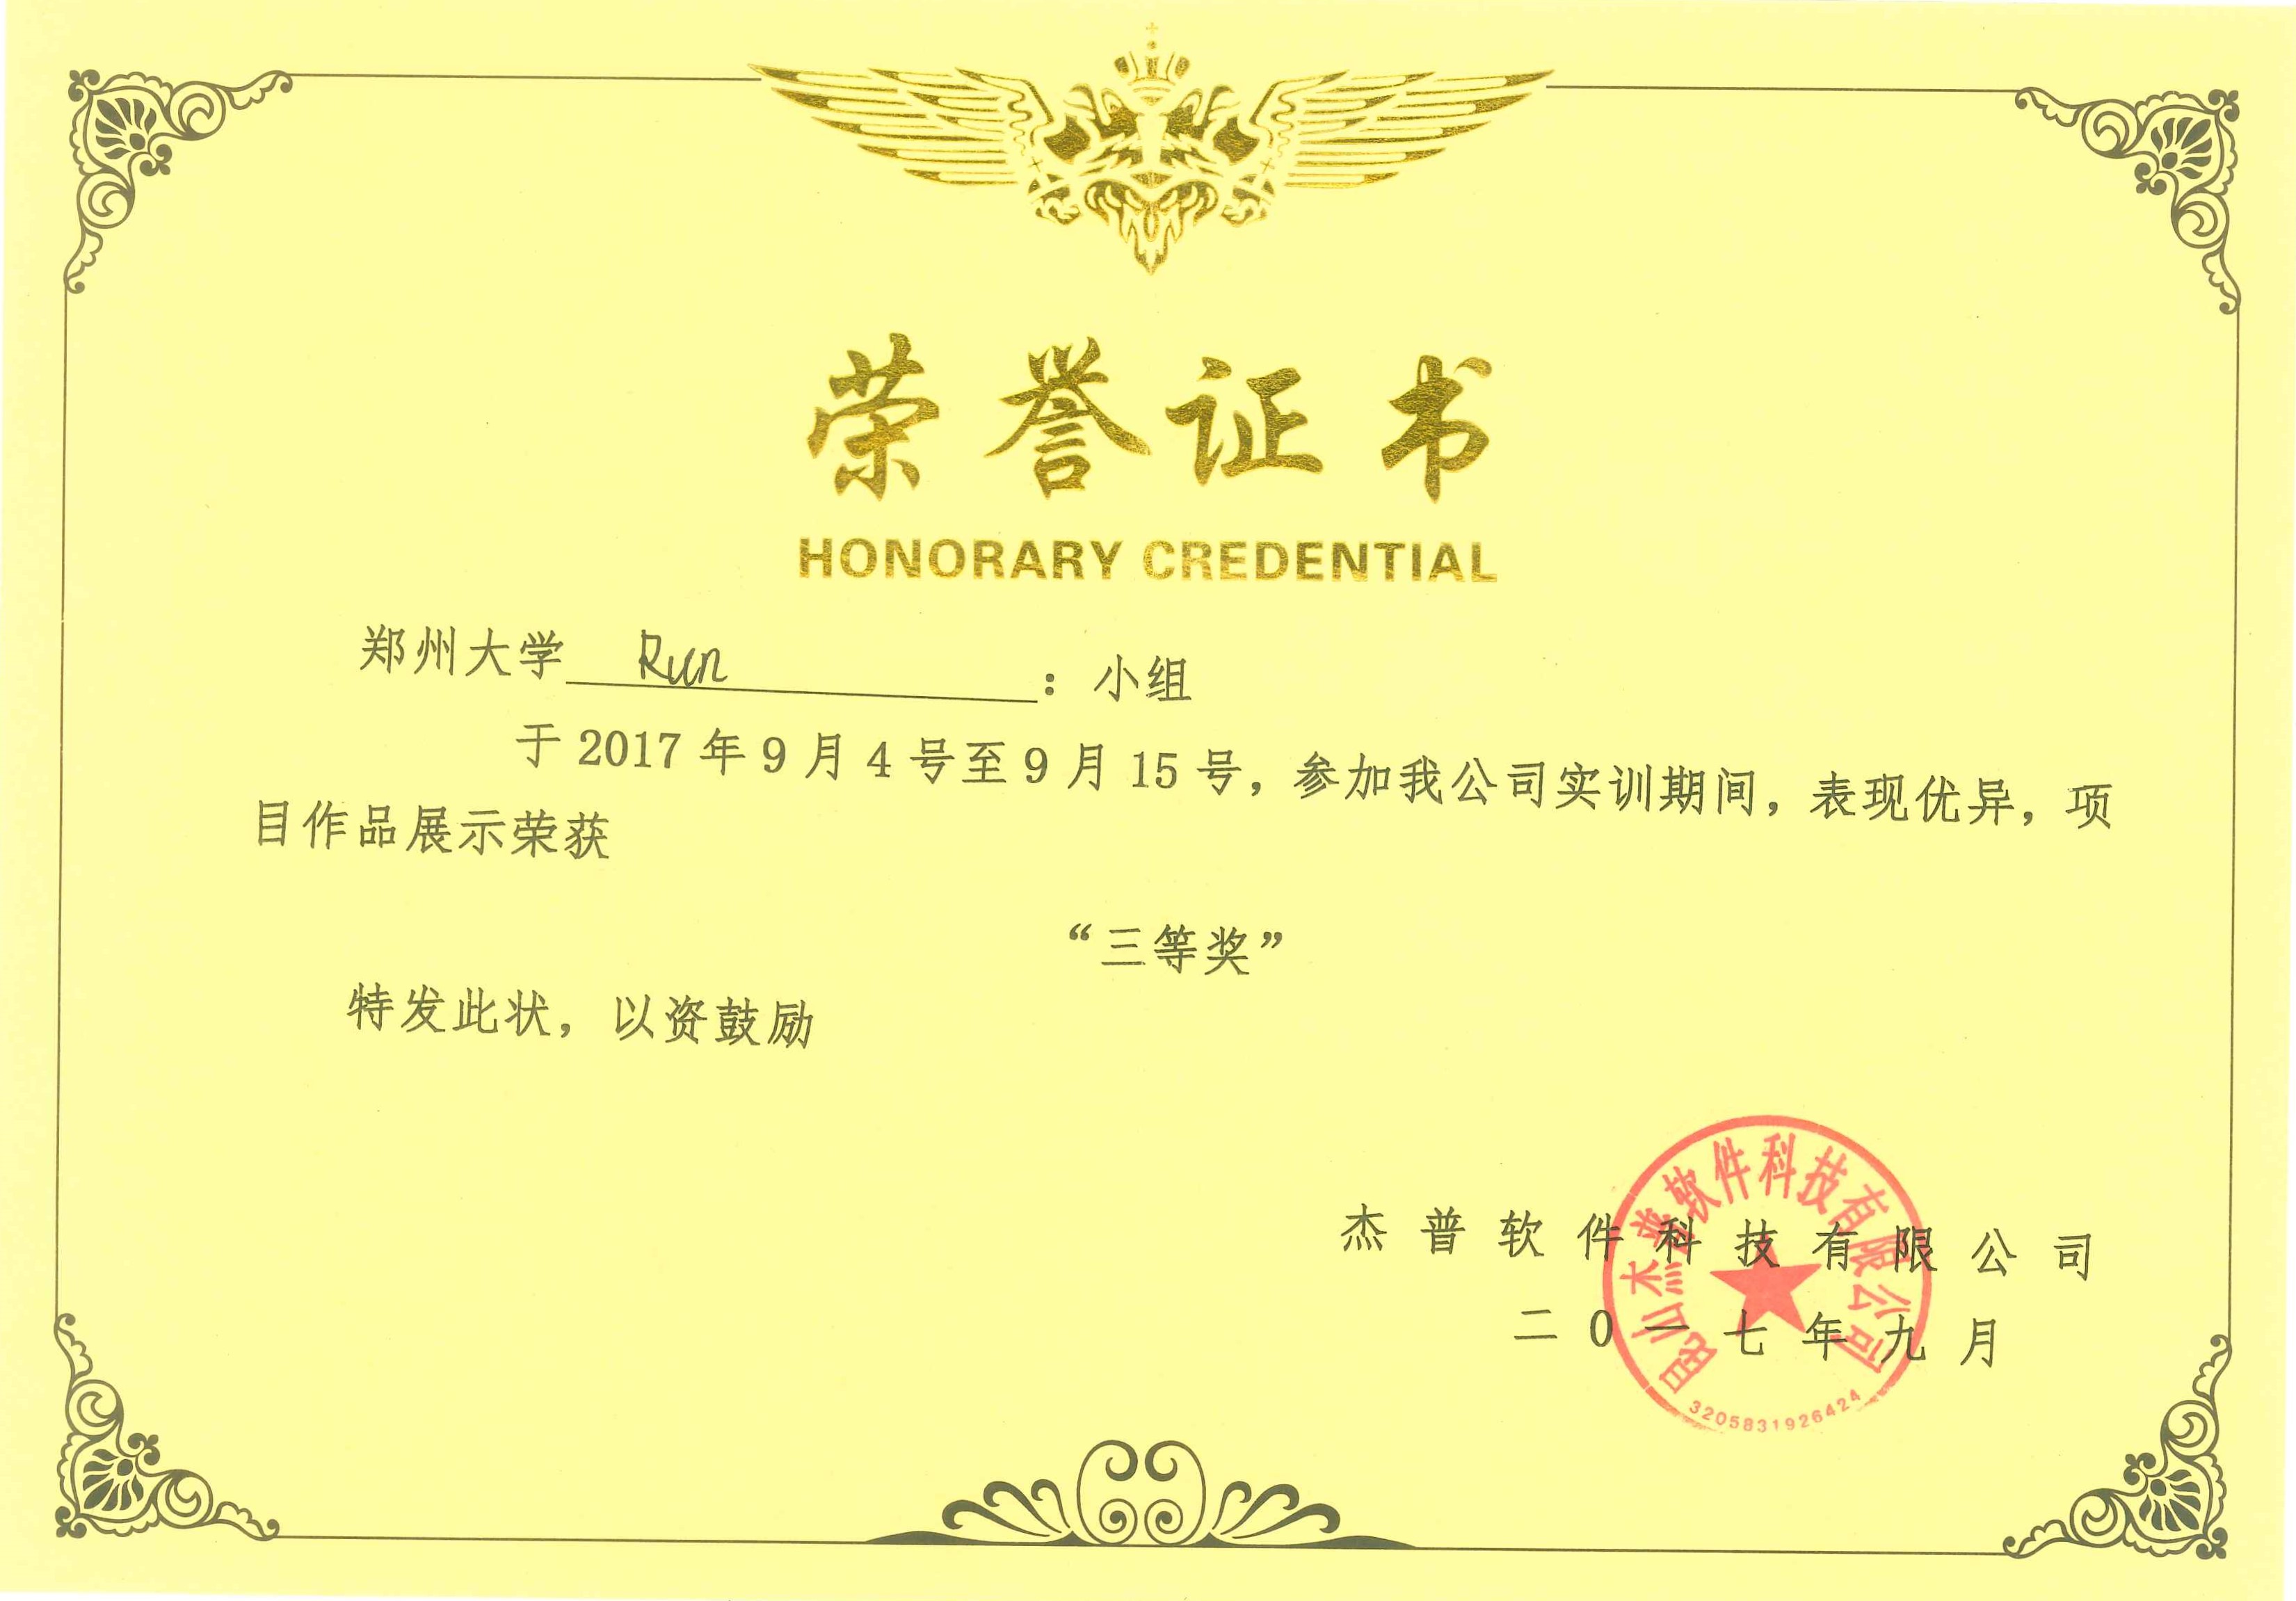 荣誉证书
HONORARY CREDENTIAL
郑州大学 Run ：小组
于 2017 年 9 月 4 号至 9 月 15 号，参加我公司实训期间，表现优异，项
目作品展示荣获
“三等奖”
特发此状，以资鼓励
杰普软件科技有限公司
二0一七年九月
昆山杰普软件科技有限公司
3205831926424